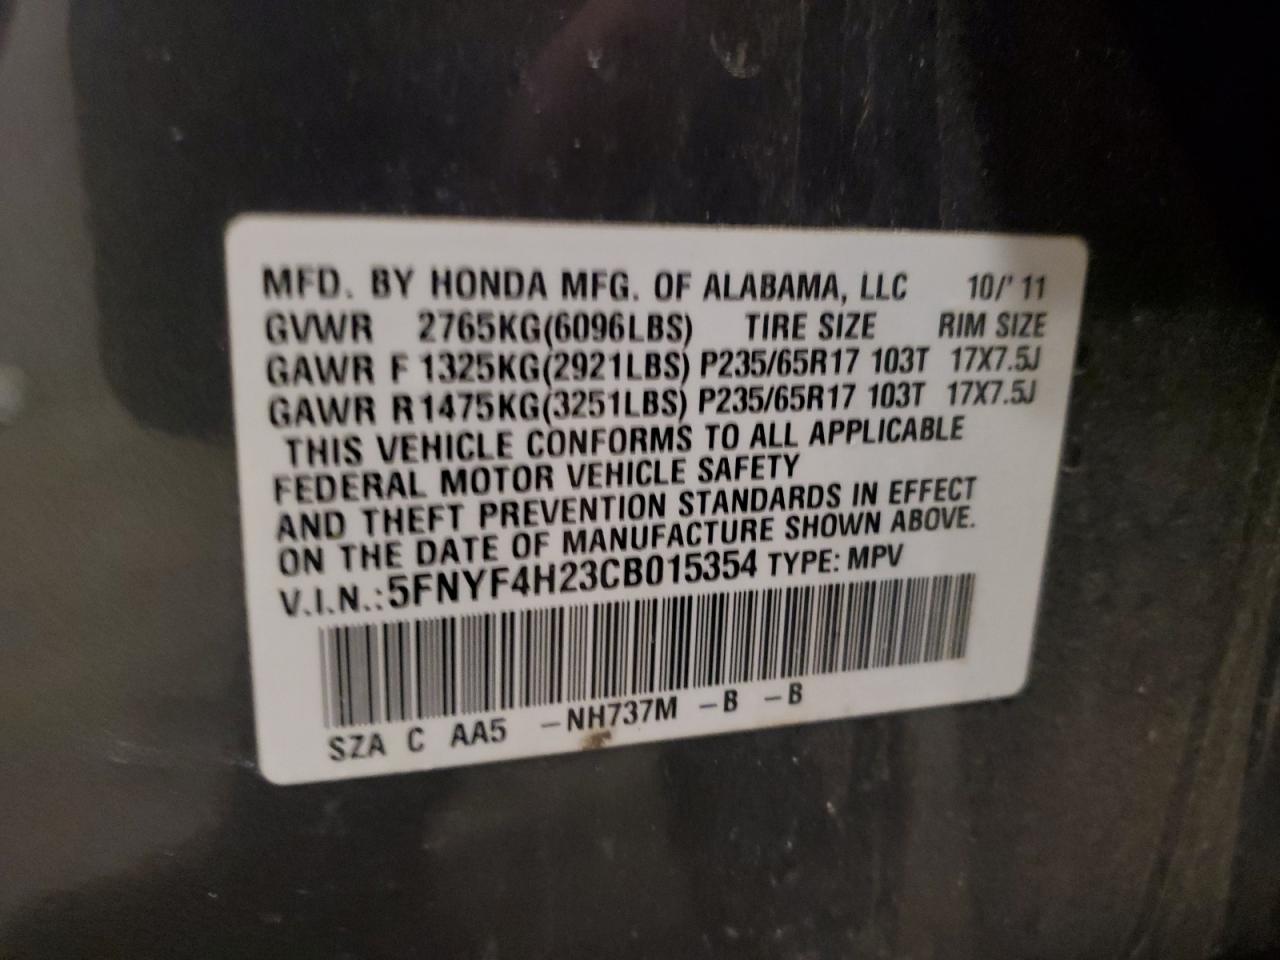 MFD. BY HONDA MFG. OF ALABAMA, LLC 10/'11
GVWR 2765KG(6096LBS) TIRE SIZE RIM SIZE
GAWR F 1325KG(2921LBS) P235/65R17 103T 17X7.5J
GAWR R 1475KG(3251LBS) P235/65R17 103T 17X7.5J
THIS VEHICLE CONFORMS TO ALL APPLICABLE
FEDERAL MOTOR VEHICLE SAFETY
AND THEFT PREVENTION STANDARDS IN EFFECT
ON THE DATE OF MANUFACTURE SHOWN ABOVE.
V.I.N.: 5FNYF4H23CB015354 TYPE: MPV
SZA C AA5 -NH737M -B -B